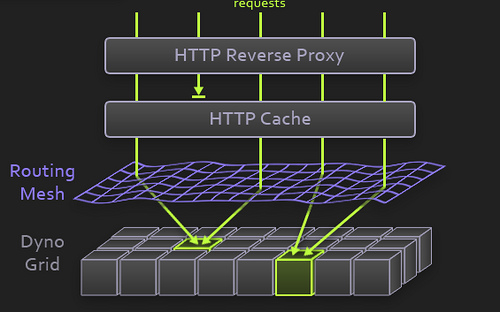 requests
HTTP Reverse Proxy
HTTP Cache
Routing
Mesh
Dyno
Grid